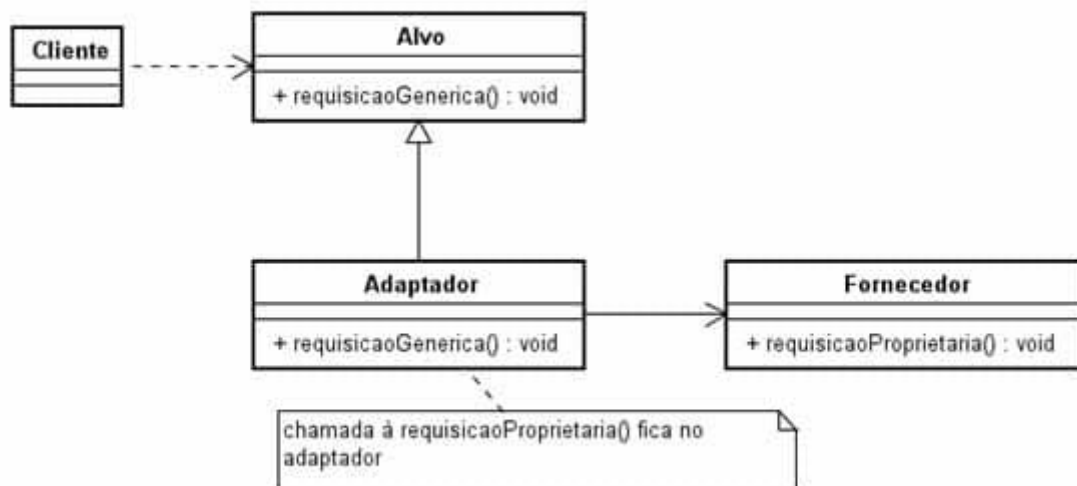 Cliente
Alvo
+ requisicaoGenerica() : void
Adaptador
+ requisicaoGenerica() : void
Fornecedor
+ requisicaoProprietaria() : void
chamada à requisicaoProprietaria() fica no
adaptador